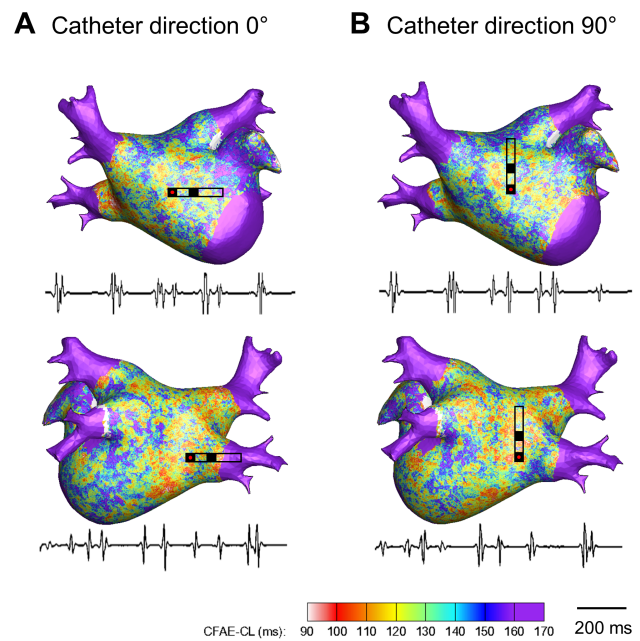 A Catheter direction 0°
B Catheter direction 90°
CFAE-CL (ms): 90 100 110 120 130 140 150 160 170
200 ms